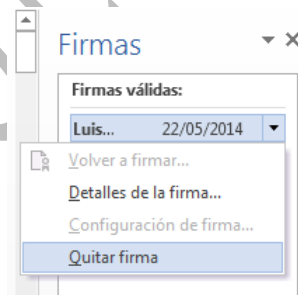 Firmas
Firmas válidas:
Luis... 22/05/2014
Volver a firmar...
Detalles de la firma...
Configuración de firma...
Quitar firma